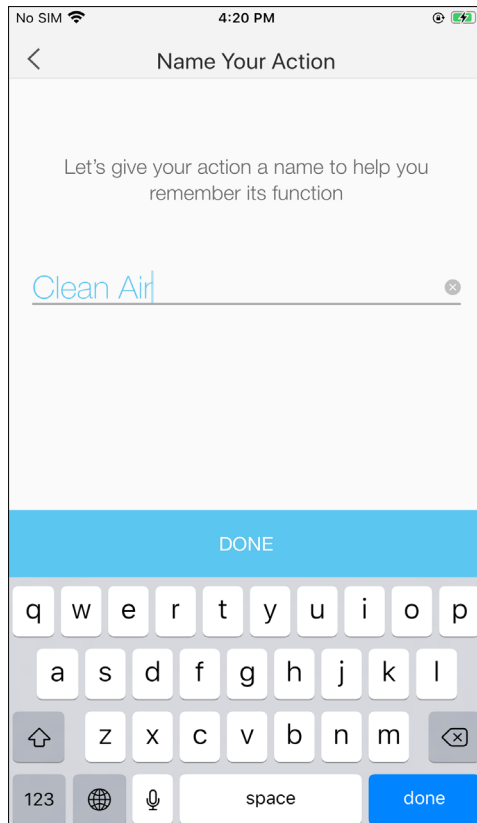 No SIM 4:20 PM
Name Your Action
Let's give your action a name to help you
remember its function
Clean Air
DONE
q w e r t y u i o p
a s d f g h j k l
z x c v b n m
123 space done